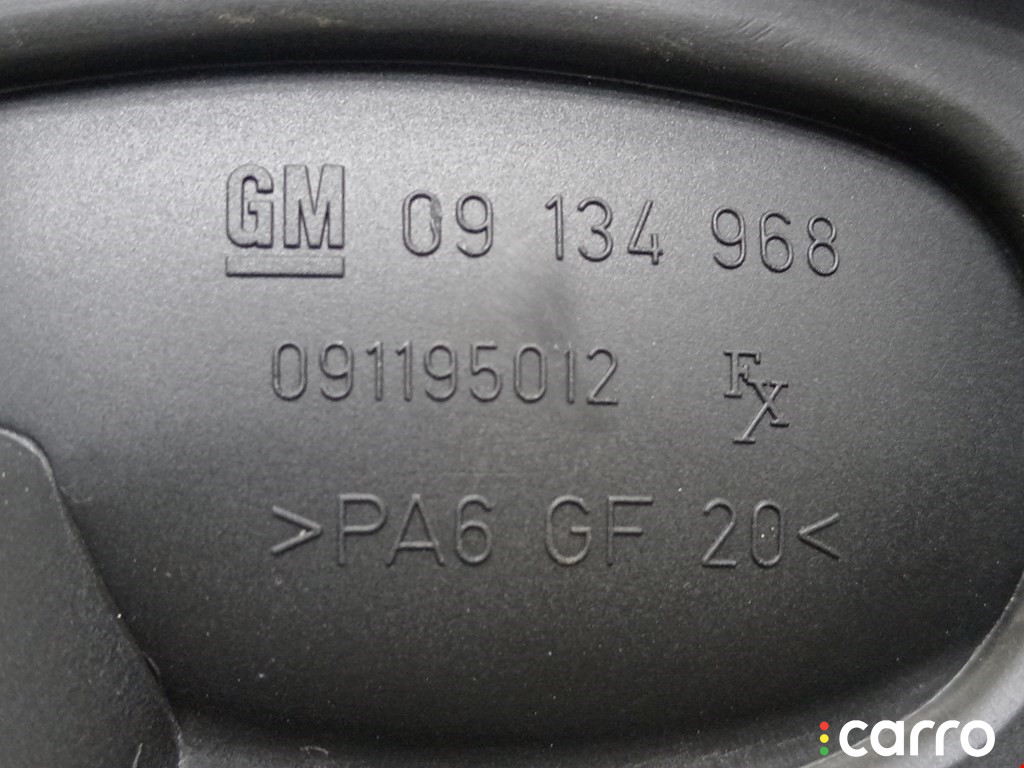 GM 09 134 968
091195012 FX
>PA6 GF 20<
carro